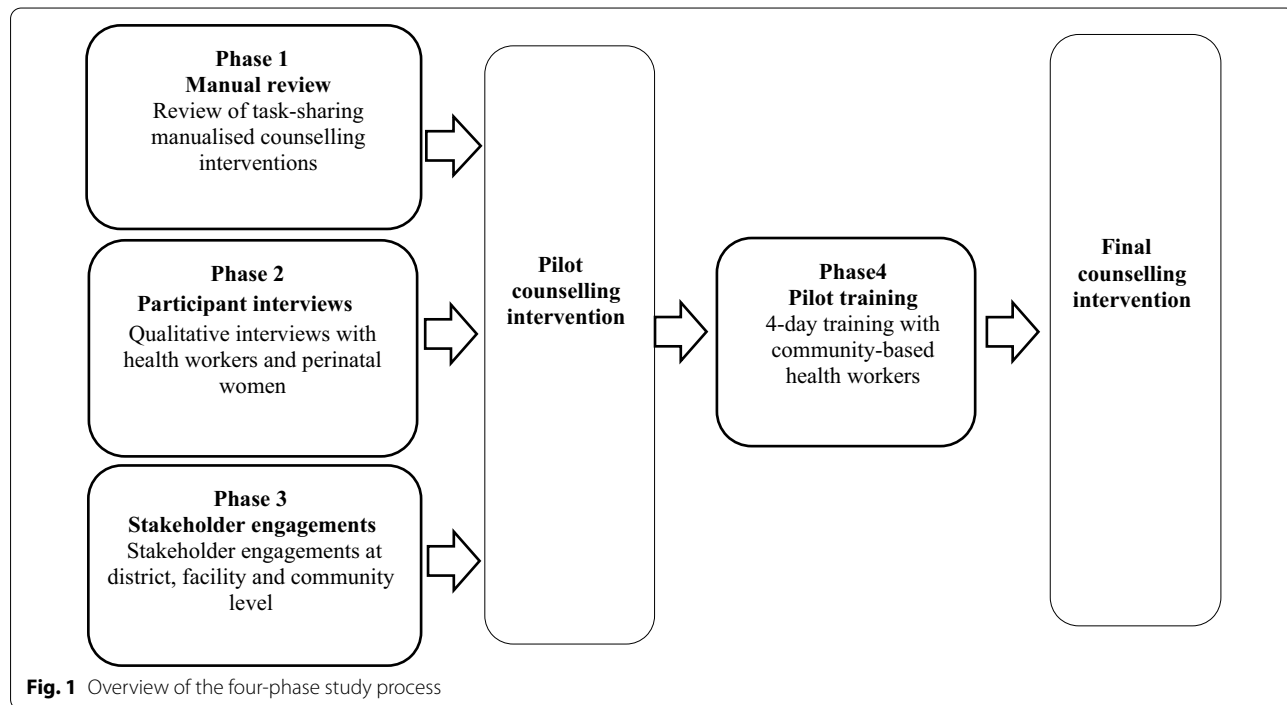 Phase 1
Manual review
Review of task-sharing
manualised counselling
interventions
Phase 2
Participant interviews
Qualitative interviews with
health workers and perinatal
women
Phase 3
Stakeholder engagements
Stakeholder engagements at
district, facility and community
level
Pilot
counselling
intervention
Phase4
Pilot training
4-day training with
community-based
health workers
Final
counselling
intervention
Fig. 1 Overview of the four-phase study process